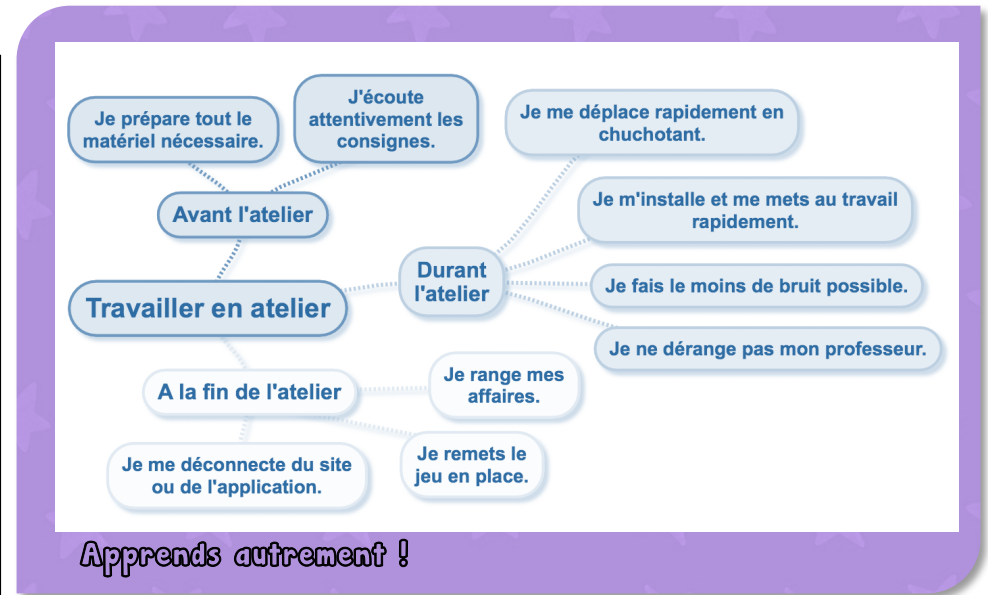 Je prépare tout le
matériel nécessaire.
J'écoute
attentivement les
consignes.
Avant l'atelier
Travailler en atelier
Durant
l'atelier
Je me déplace rapidement en
chuchotant.
Je m'installe et me mets au travail
rapidement.
Je fais le moins de bruit possible.
Je ne dérange pas mon professeur.
A la fin de l'atelier
Je range mes
affaires.
Je remets le
jeu en place.
Je me déconnecte du site
ou de l'application.
Apprends autrement !